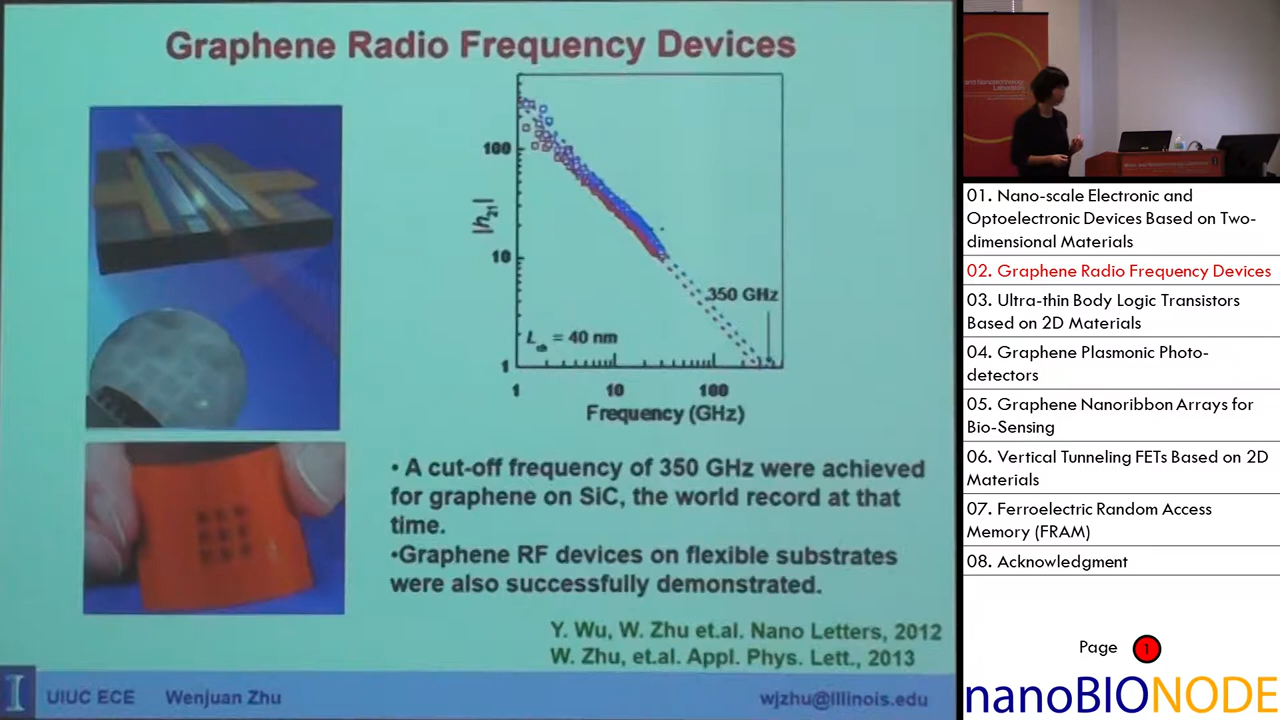 Graphene Radio Frequency Devices
|h21|
100
10
1
350 GHz
= 40 nm
1
10
100
Frequency (GHz)
• A cut-off frequency of 350 GHz were achieved
for graphene on SiC, the world record at that
time.
•Graphene RF devices on flexible substrates
were also successfully demonstrated.
Y. Wu, W. Zhu et.al. Nano Letters, 2012
W. Zhu, et.al. Appl. Phys. Lett., 2013
I
UIUC ECE
Wenjuan Zhu
wjzhu@illinois.edu
01. Nano-scale Electronic and
Optoelectronic Devices Based on Two-
dimensional Materials
02. Graphene Radio Frequency Devices
03. Ultra-thin Body Logic Transistors
Based on 2D Materials
04. Graphene Plasmonic Photo-
detectors
05. Graphene Nanoribbon Arrays for
Bio-Sensing
06. Vertical Tunneling FETs Based on 2D
Materials
07. Ferroelectric Random Access
Memory (FRAM)
08. Acknowledgment
Page 1
nanoBIONODE